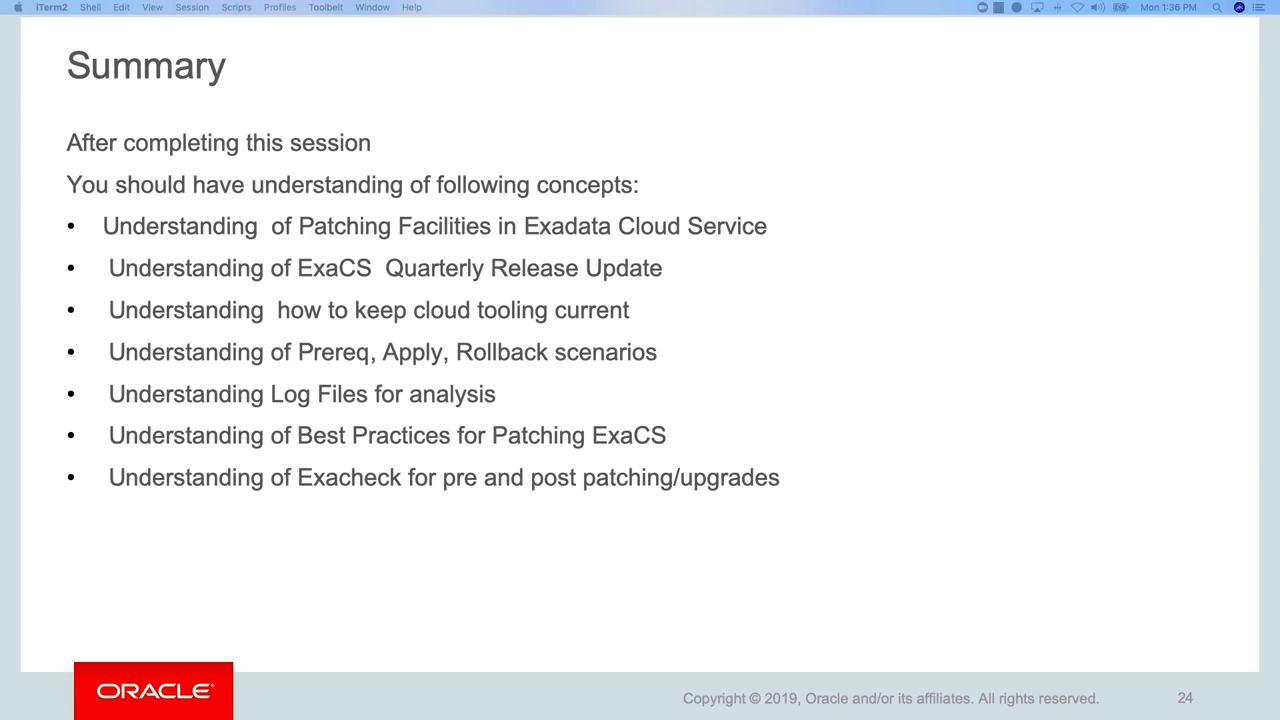 iTerm2 Shell Edit View Session Scripts Profiles Toolbelt Window Help Mon 1:36 PM
Summary
After completing this session
You should have understanding of following concepts:
• Understanding of Patching Facilities in Exadata Cloud Service
• Understanding of ExaCS Quarterly Release Update
• Understanding how to keep cloud tooling current
• Understanding of Prereq, Apply, Rollback scenarios
• Understanding Log Files for analysis
• Understanding of Best Practices for Patching ExaCS
• Understanding of Exacheck for pre and post patching/upgrades
ORACLE®
Copyright © 2019, Oracle and/or its affiliates. All rights reserved. 24